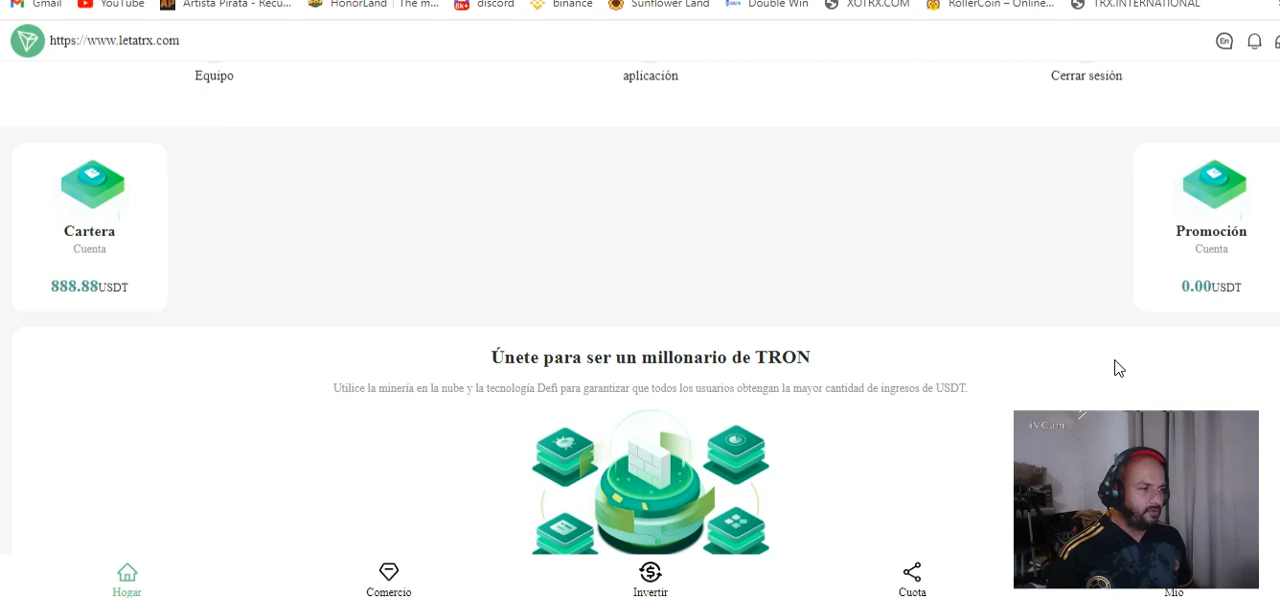 Gmail YouTube Artista Pirata - Recu... HonorLand | The m... discord binance Sunflower Land Double Win XOTRX.COM RollerCoin – Online... TRX.INTERNATIONAL
https://www.letatrx.com En
Equipo aplicación Cerrar sesión
Cartera
Cuenta
888.88USDT
Promoción
Cuenta
0.00USDT
Únete para ser un millonario de TRON
Utilice la minería en la nube y la tecnología Defi para garantizar que todos los usuarios obtengan la mayor cantidad de ingresos de USDT.
iVCam
Hogar Comercio Invertir Cuota Mío